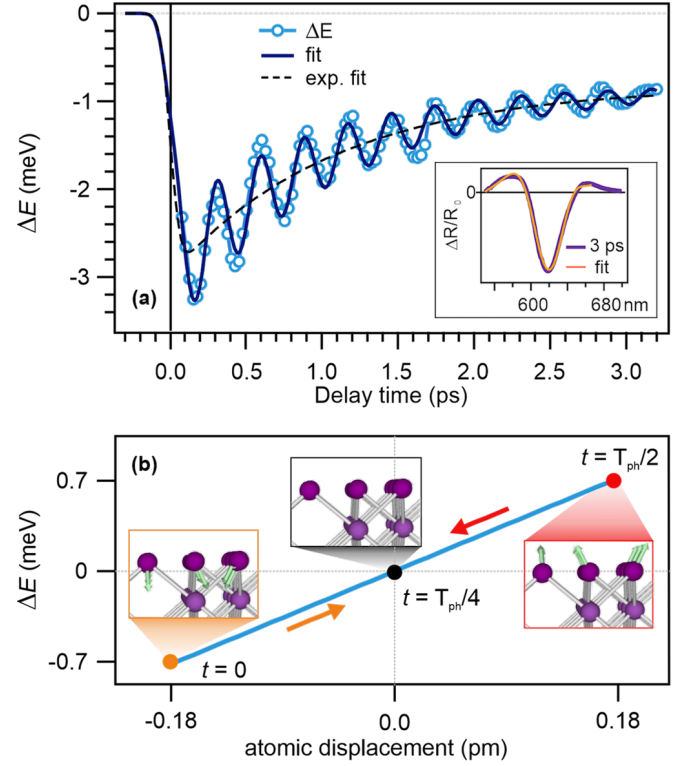 0
-1
-2
-3
ΔE (meV)
ΔE
fit
exp. fit
(a)
0
ΔR/R₀
3 ps
fit
600
680 nm
0.0
0.5
1.0
1.5
2.0
2.5
3.0
Delay time (ps)
(b)
0.7
0
-0.7
ΔE (meV)
t = Tph/2
t = Tph/4
t = 0
-0.18
0.0
0.18
atomic displacement (pm)